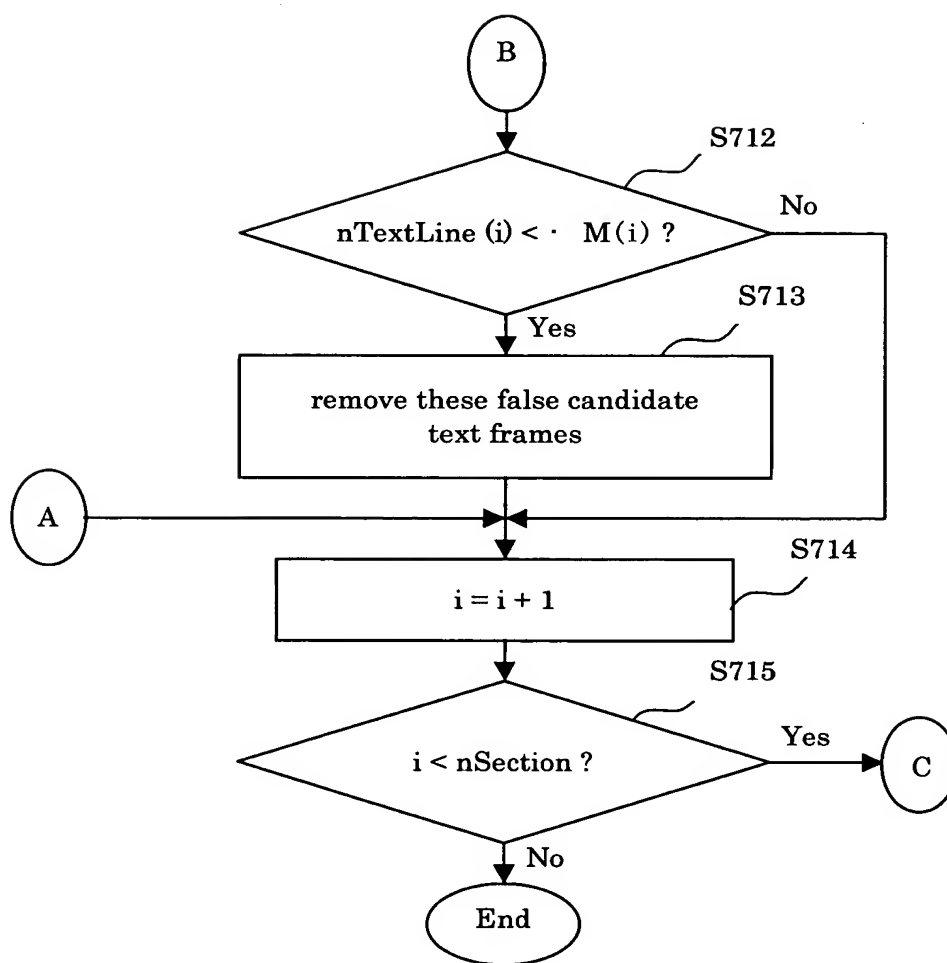 B
S712
No
nTextLine (i) < · M(i) ?
S713
Yes
remove these false candidate
text frames
A
S714
i = i + 1
S715
Yes
i < nSection ?
C
No
End